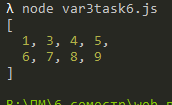 λ node var3task6.js
[
1, 3, 4, 5,
6, 7, 8, 9
]